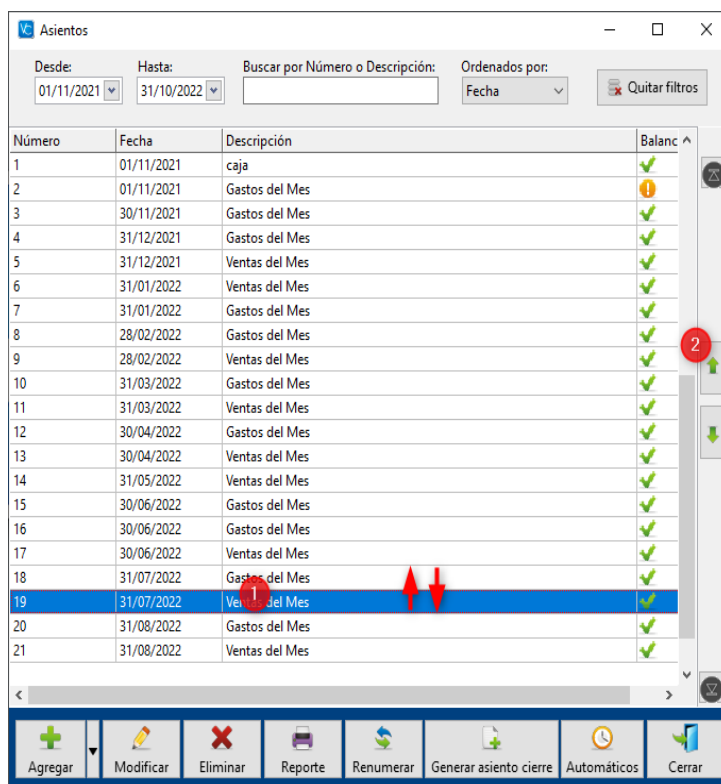 VC Asientos
Desde: Hasta: Buscar por Número o Descripción: Ordenados por:
01/11/2021 31/10/2022 Fecha Quitar filtros
Número Fecha Descripción Balanc
1 01/11/2021 caja
2 01/11/2021 Gastos del Mes
3 30/11/2021 Gastos del Mes
4 31/12/2021 Gastos del Mes
5 31/12/2021 Ventas del Mes
6 31/01/2022 Ventas del Mes
7 31/01/2022 Gastos del Mes
8 28/02/2022 Gastos del Mes
9 28/02/2022 Ventas del Mes
2
10 31/03/2022 Gastos del Mes
11 31/03/2022 Ventas del Mes
12 30/04/2022 Gastos del Mes
13 30/04/2022 Ventas del Mes
14 31/05/2022 Ventas del Mes
15 30/06/2022 Gastos del Mes
16 30/06/2022 Gastos del Mes
17 30/06/2022 Ventas del Mes
18 31/07/2022 Gastos del Mes
1
19 31/07/2022 Ventas del Mes
20 31/08/2022 Gastos del Mes
21 31/08/2022 Ventas del Mes
Agregar Modificar Eliminar Reporte Renumerar Generar asiento cierre Automáticos Cerrar